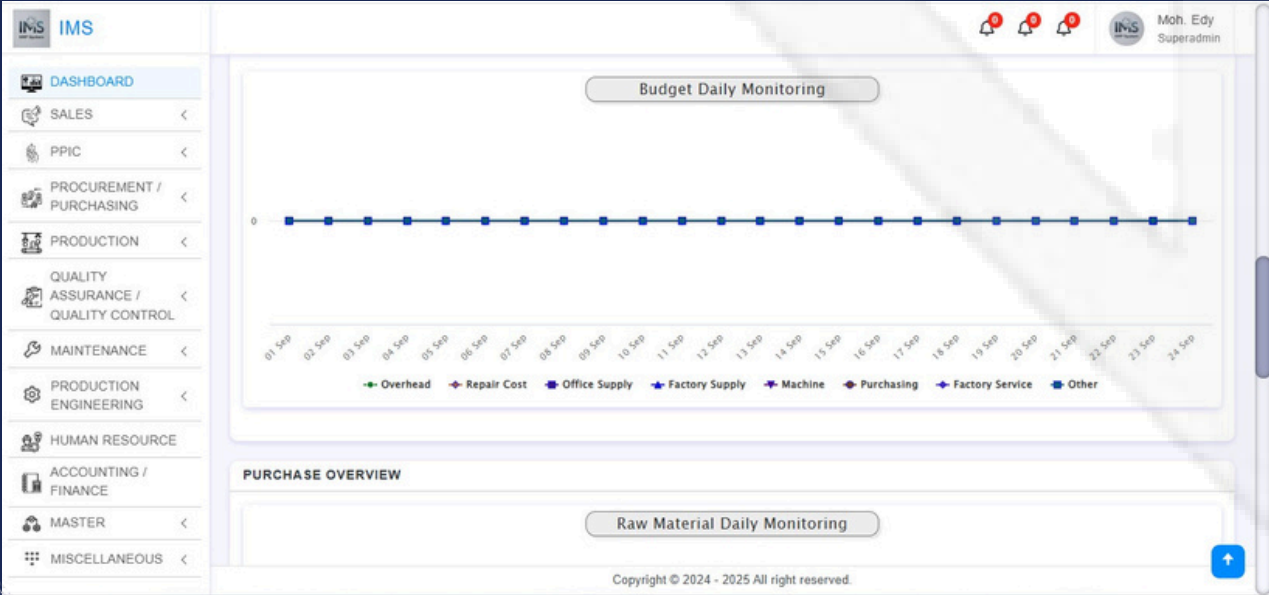 IMS
IMS
0
0
0
IMS
Moh. Edy
Superadmin
DASHBOARD
SALES
PPIC
PROCUREMENT /
PURCHASING
PRODUCTION
QUALITY
ASSURANCE /
QUALITY CONTROL
MAINTENANCE
PRODUCTION
ENGINEERING
HUMAN RESOURCE
ACCOUNTING /
FINANCE
MASTER
MISCELLANEOUS
Budget Daily Monitoring
0
01 Sep 02 Sep 03 Sep 04 Sep 05 Sep 06 Sep 07 Sep 08 Sep 09 Sep 10 Sep 11 Sep 12 Sep 13 Sep 14 Sep 15 Sep 16 Sep 17 Sep 18 Sep 19 Sep 20 Sep 21 Sep 22 Sep 23 Sep 24 Sep
Overhead Repair Cost Office Supply Factory Supply Machine Purchasing Factory Service Other
PURCHASE OVERVIEW
Raw Material Daily Monitoring
Copyright © 2024 - 2025 All right reserved.